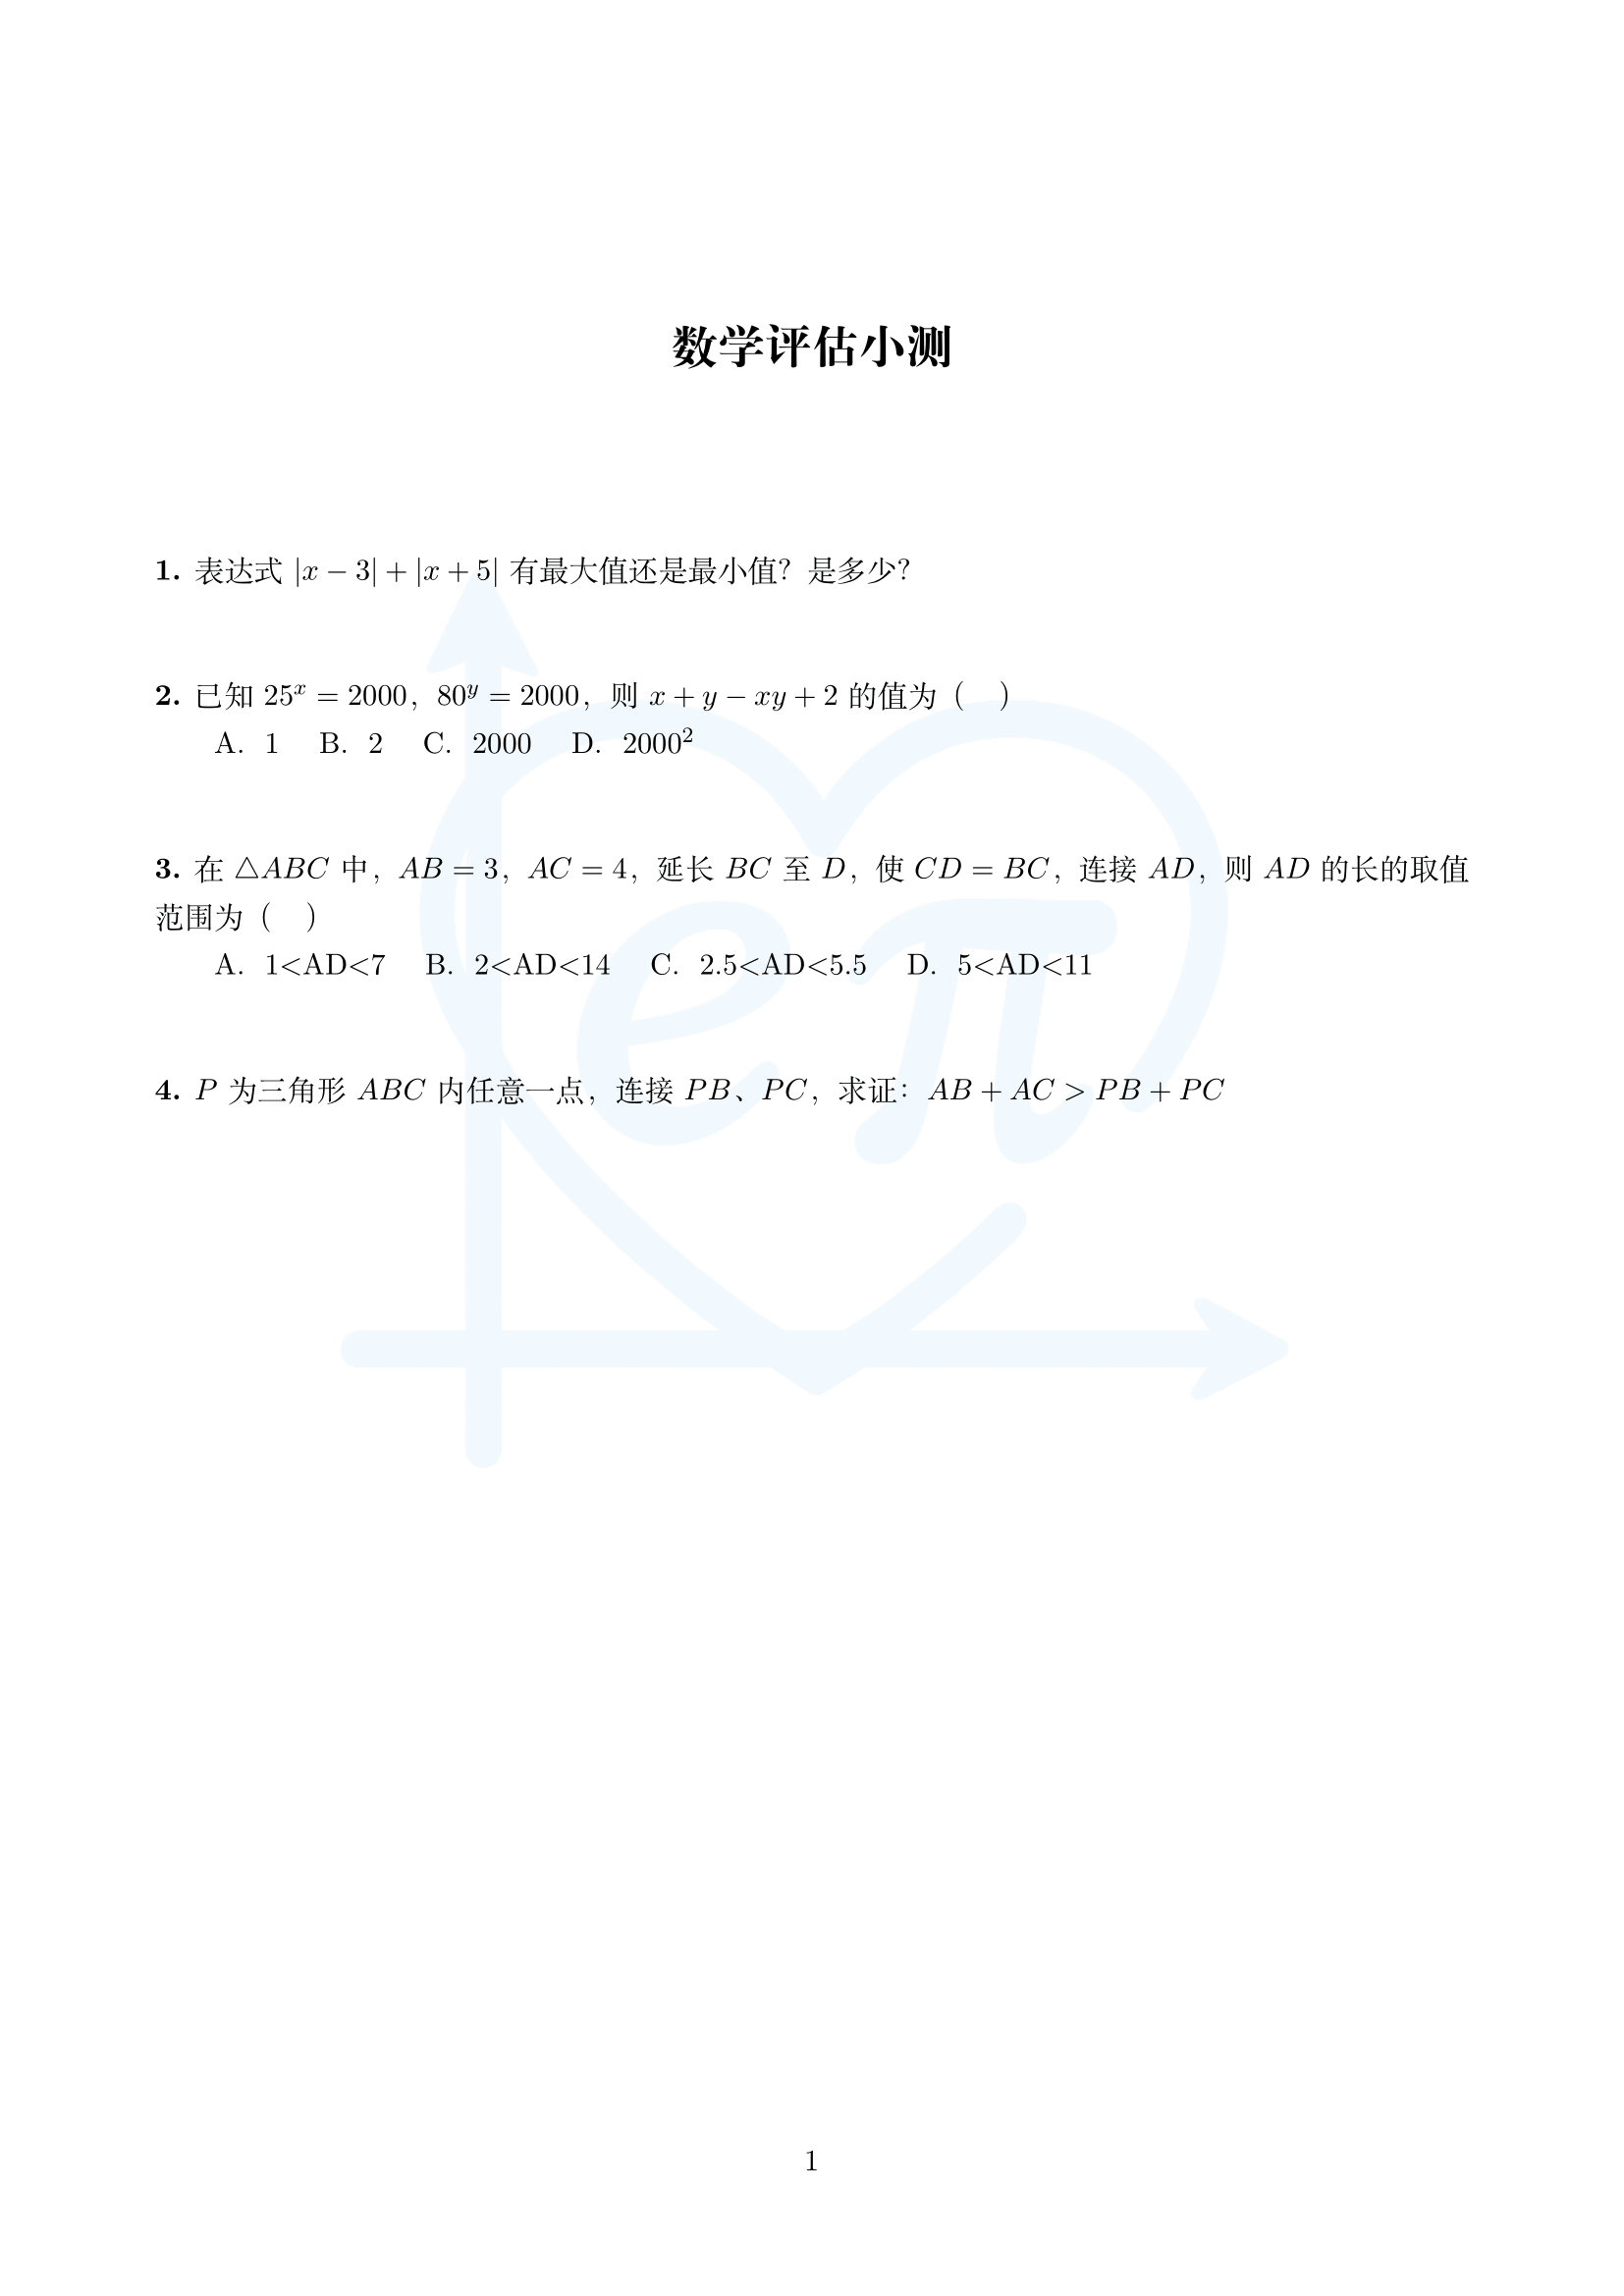 数学评估小测
1. 表达式 |x − 3| + |x + 5| 有最大值还是最小值？是多少？
2. 已知 25^x = 2000，80^y = 2000，则 x + y − xy + 2 的值为（ ）
A. 1 B. 2 C. 2000 D. 2000^2
3. 在 △ABC 中，AB = 3，AC = 4，延长 BC 至 D，使 CD = BC，连接 AD，则 AD 的长的取值
范围为（ ）
A. 1<AD<7 B. 2<AD<14 C. 2.5<AD<5.5 D. 5<AD<11
4. P 为三角形 ABC 内任意一点，连接 PB、PC，求证：AB + AC > PB + PC
eπ
1